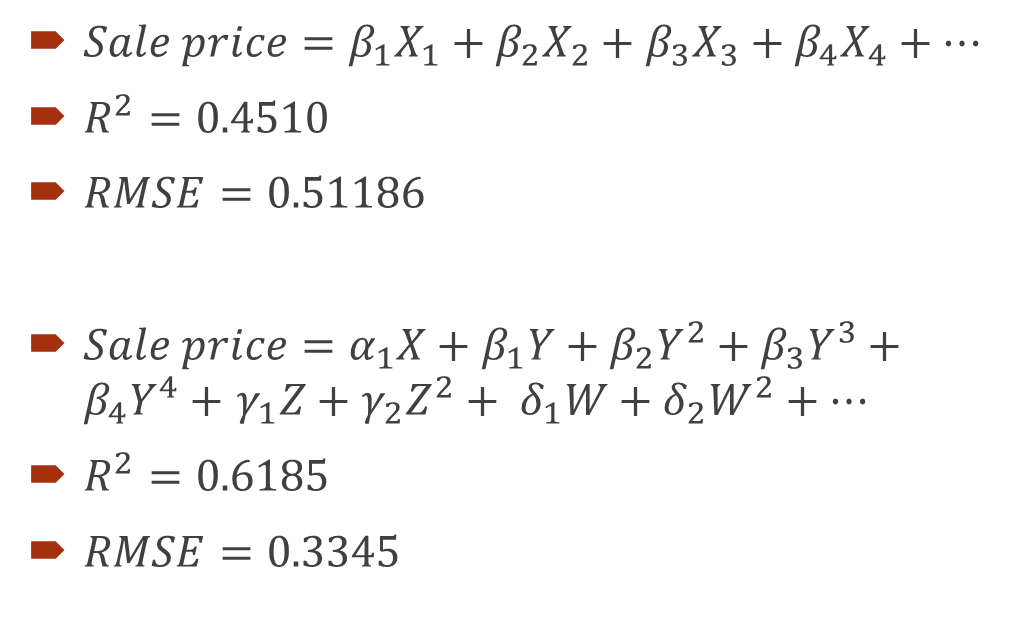 Sale price = β₁X₁ + β₂X₂ + β₃X₃ + β₄X₄ + ⋯
R² = 0.4510
RMSE = 0.51186
Sale price = α₁X + β₁Y + β₂Y² + β₃Y³ +
β₄Y⁴ + γ₁Z + γ₂Z² + δ₁W + δ₂W² + ⋯
R² = 0.6185
RMSE = 0.3345